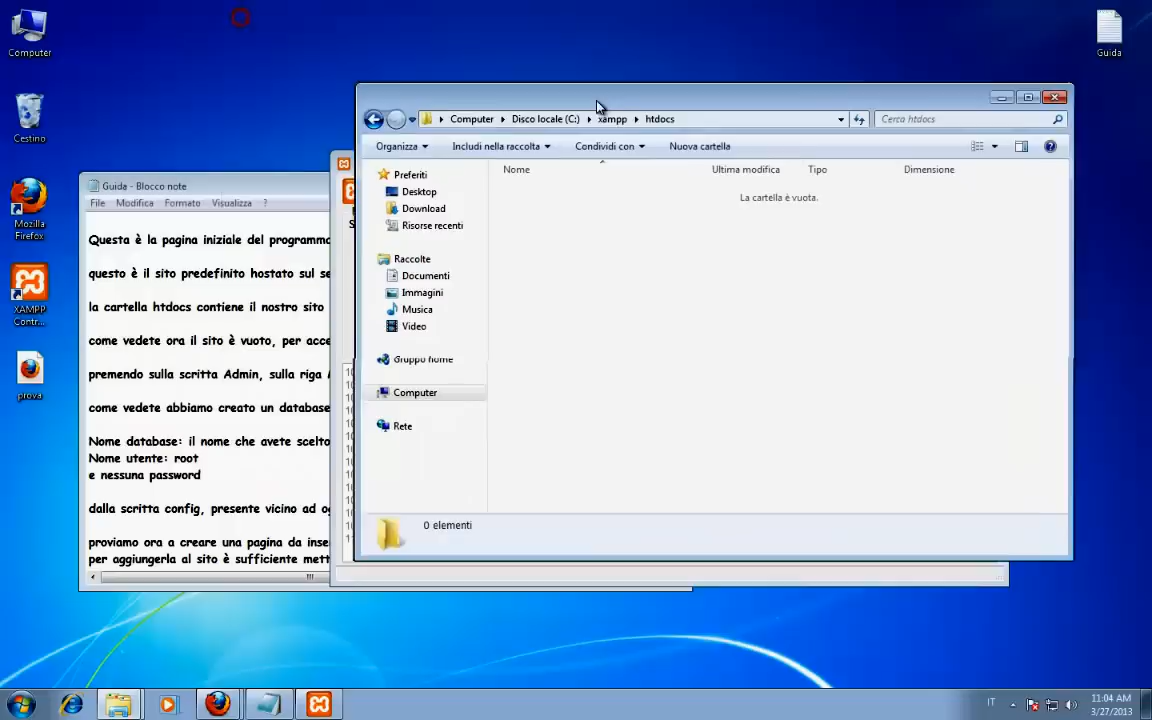 Computer
Cestino
Mozilla
Firefox
XAMPP
Contr...
prova
Guida
Guida - Blocco note
File Modifica Formato Visualizza ?
Questa è la pagina iniziale del programma
questo è il sito predefinito hostato sul se
la cartella htdocs contiene il nostro sito
come vedete ora il sito è vuoto, per acce
premendo sulla scritta Admin, sulla riga
come vedete abbiamo creato un database
Nome database: il nome che avete scelto
Nome utente: root
e nessuna password
dalla scritta config, presente vicino ad og
proviamo ora a creare una pagina da inse
per aggiungerla al sito è sufficiente mett
Computer Disco locale (C:) xampp htdocs
Cerca htdocs
Organizza Includi nella raccolta Condividi con Nuova cartella
Nome Ultima modifica Tipo Dimensione
La cartella è vuota.
Preferiti
Desktop
Download
Risorse recenti
Raccolte
Documenti
Immagini
Musica
Video
Gruppo home
Computer
Rete
0 elementi
IT
11:04 AM
3/27/2013